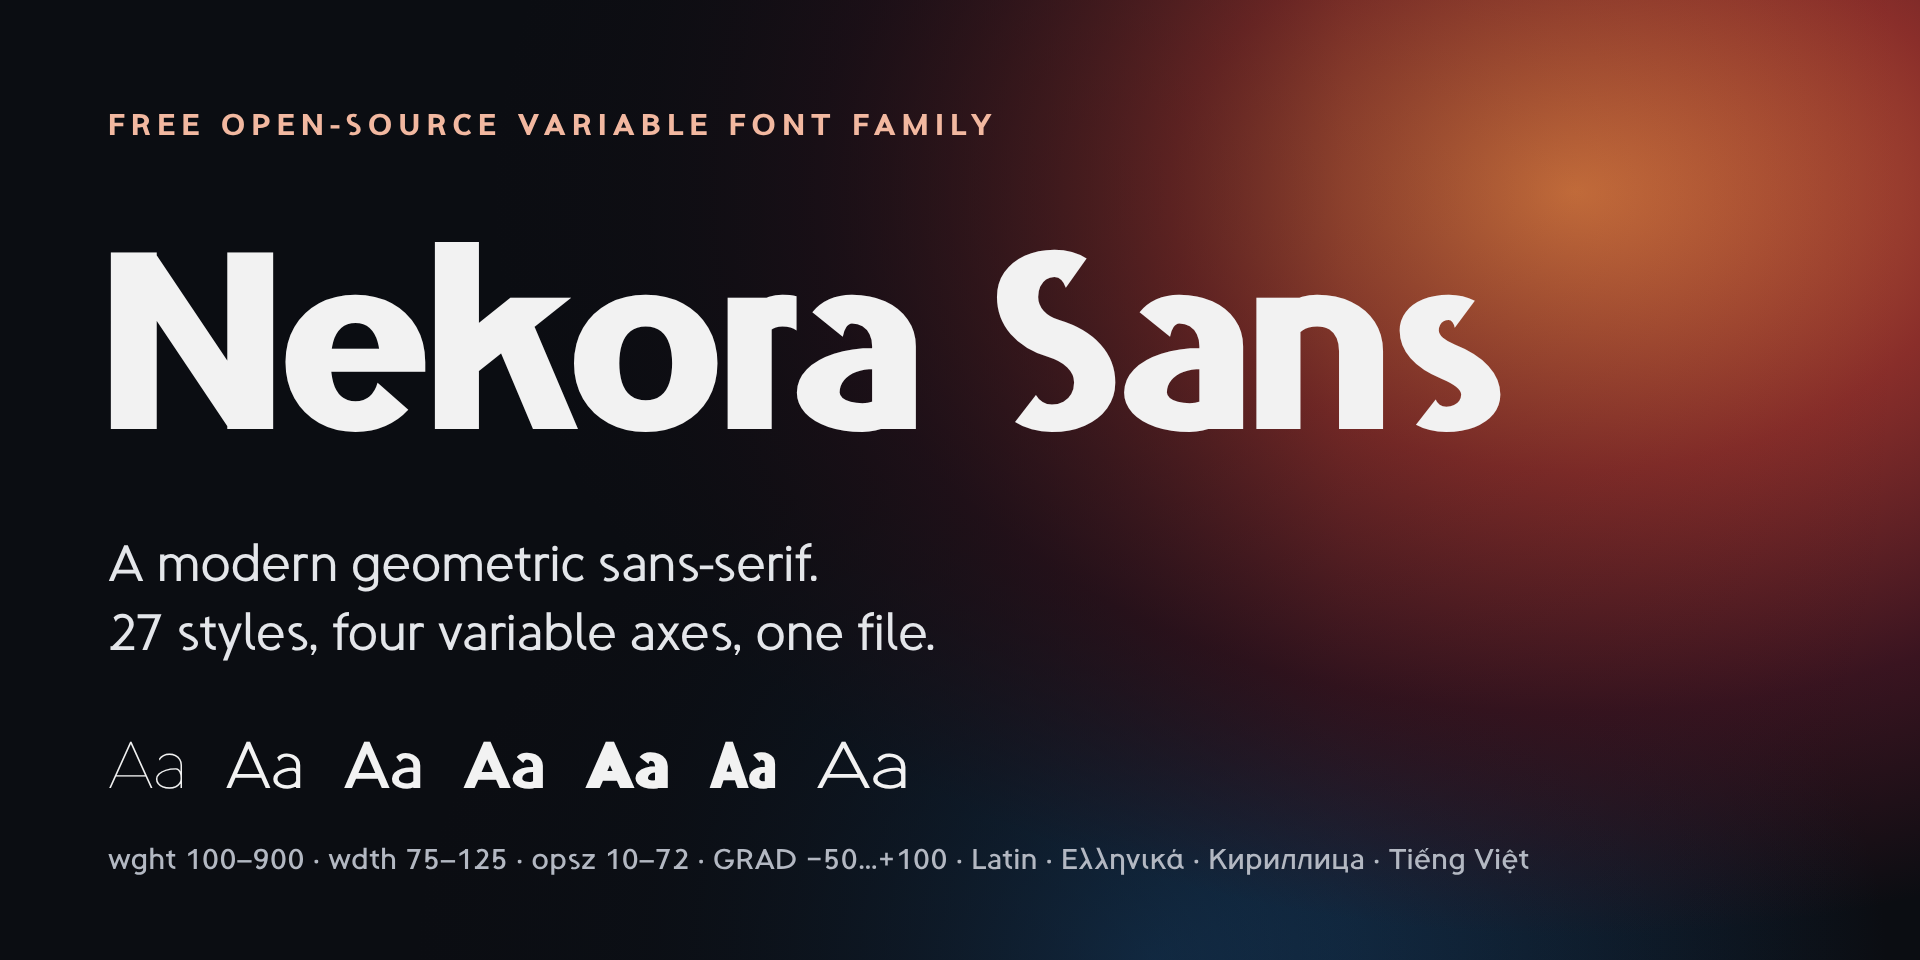 FREE OPEN-SOURCE VARIABLE FONT FAMILY
Nekora Sans
A modern geometric sans-serif.
27 styles, four variable axes, one file.
Aa Aa Aa Aa Aa Aa Aa
wght 100–900 · wdth 75–125 · opsz 10–72 · GRAD −50…+100 · Latin · Ελληνικά · Кириллица · Tiếng Việt